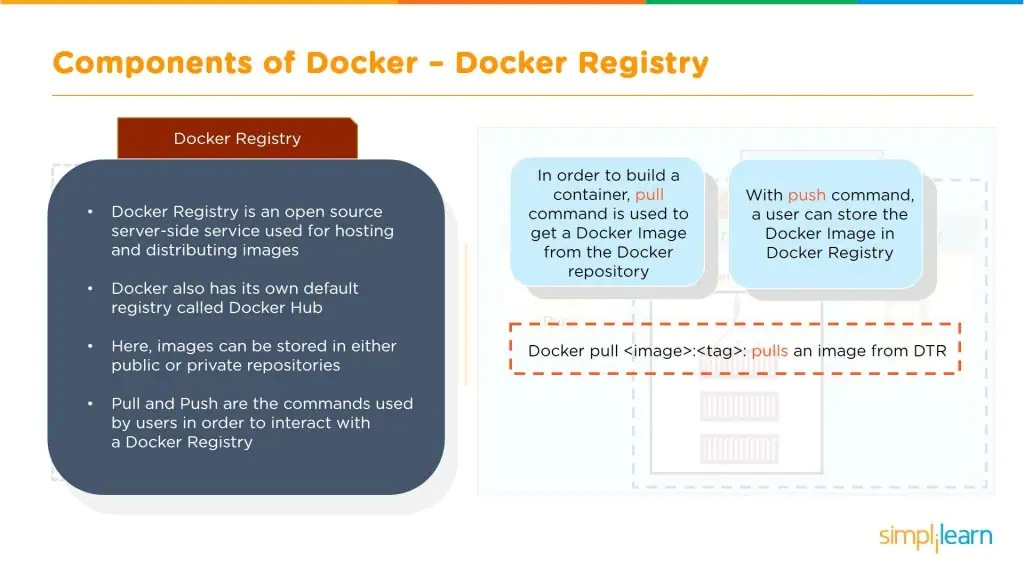 Components of Docker – Docker Registry
Docker Registry
• Docker Registry is an open source
server-side service used for hosting
and distributing images
• Docker also has its own default
registry called Docker Hub
• Here, images can be stored in either
public or private repositories
• Pull and Push are the commands used
by users in order to interact with
a Docker Registry
In order to build a
container, pull
command is used to
get a Docker Image
from the Docker
repository
With push command,
a user can store the
Docker Image in
Docker Registry
Docker pull <image>:<tag>: pulls an image from DTR
simplilearn